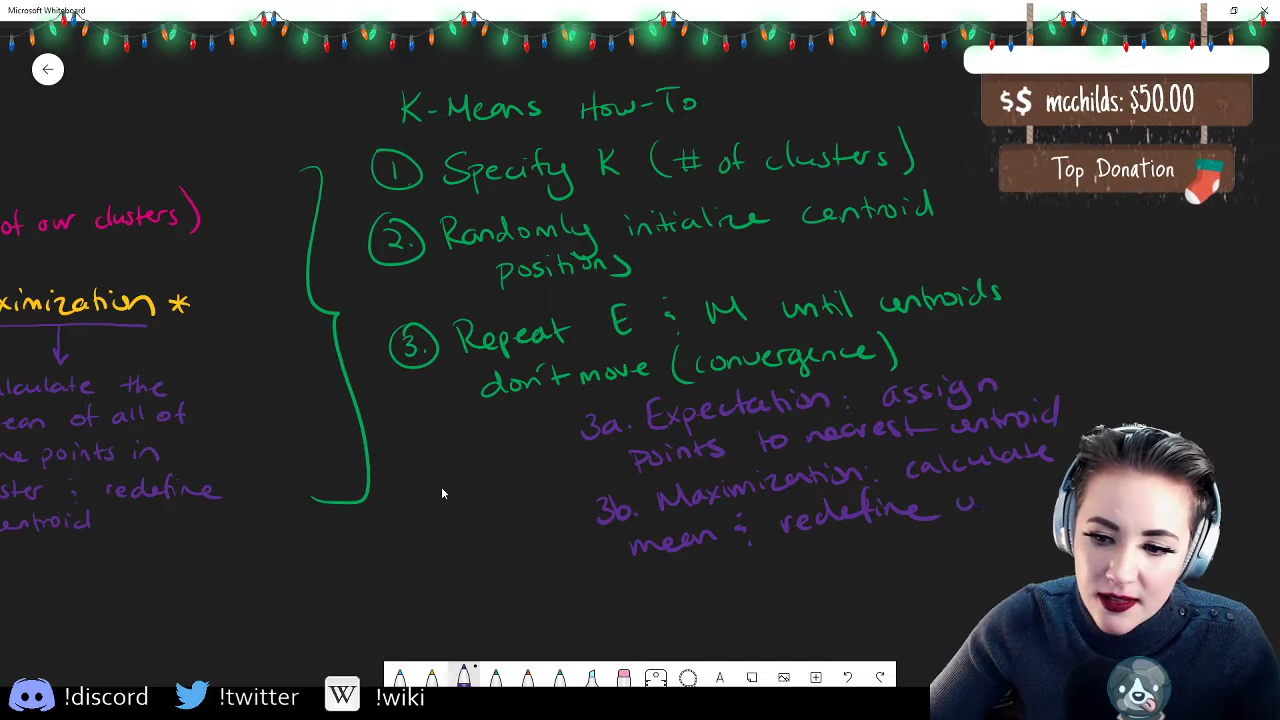 Microsoft Whiteboard
$$ mcchilds: $50.00
Top Donation
K-Means How-To
1. Specify K (# of clusters)
2. Randomly initialize centroid
positions
3. Repeat E & M until centroids
don't move (convergence)
3a. Expectation: assign
points to nearest centroid
3b. Maximization: calculate
mean & redefine
of our clusters)
ximization *
alculate the
ean of all of
he points in
ster & redefine
entroid
A
!discord
!twitter
W !wiki